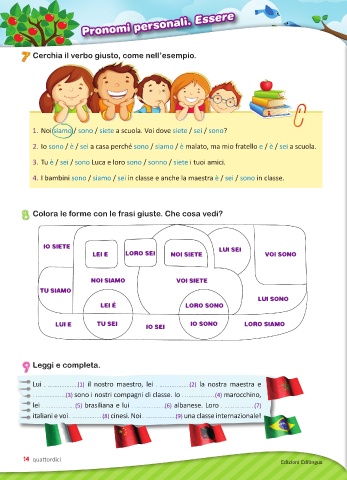 Pronomi personali. Essere
7 Cerchia il verbo giusto, come nell'esempio.
1. Noi siamo / sono / siete a scuola. Voi dove siete / sei / sono?
2. Io sono / è / sei a casa perché sono / siamo / è malato, ma mio fratello e / è / sei a scuola.
3. Tu è / sei / sono Luca e loro sono / sonno / siete i tuoi amici.
4. I bambini sono / siamo / sei in classe e anche la maestra è / sei / sono in classe.
8 Colora le forme con le frasi giuste. Che cosa vedi?
IO SIETE
LEI E
LORO SEI
NOI SIETE
LUI SEI
VOI SONO
NOI SIAMO
VOI SIETE
TU SIAMO
LEI È
LORO SONO
LUI SONO
LUI E
TU SEI
IO SEI
IO SONO
LORO SIAMO
9 Leggi e completa.
Lui ..................(1) il nostro maestro, lei ..................(2) la nostra maestra e
..................(3) sono i nostri compagni di classe. Io ..................(4) marocchino,
lei ..................(5) brasiliana e lui ..................(6) albanese. Loro ..................(7)
italiani e voi ..................(8) cinesi. Noi ..................(9) una classe internazionale!
14 quattordici
Edizioni Edilingua